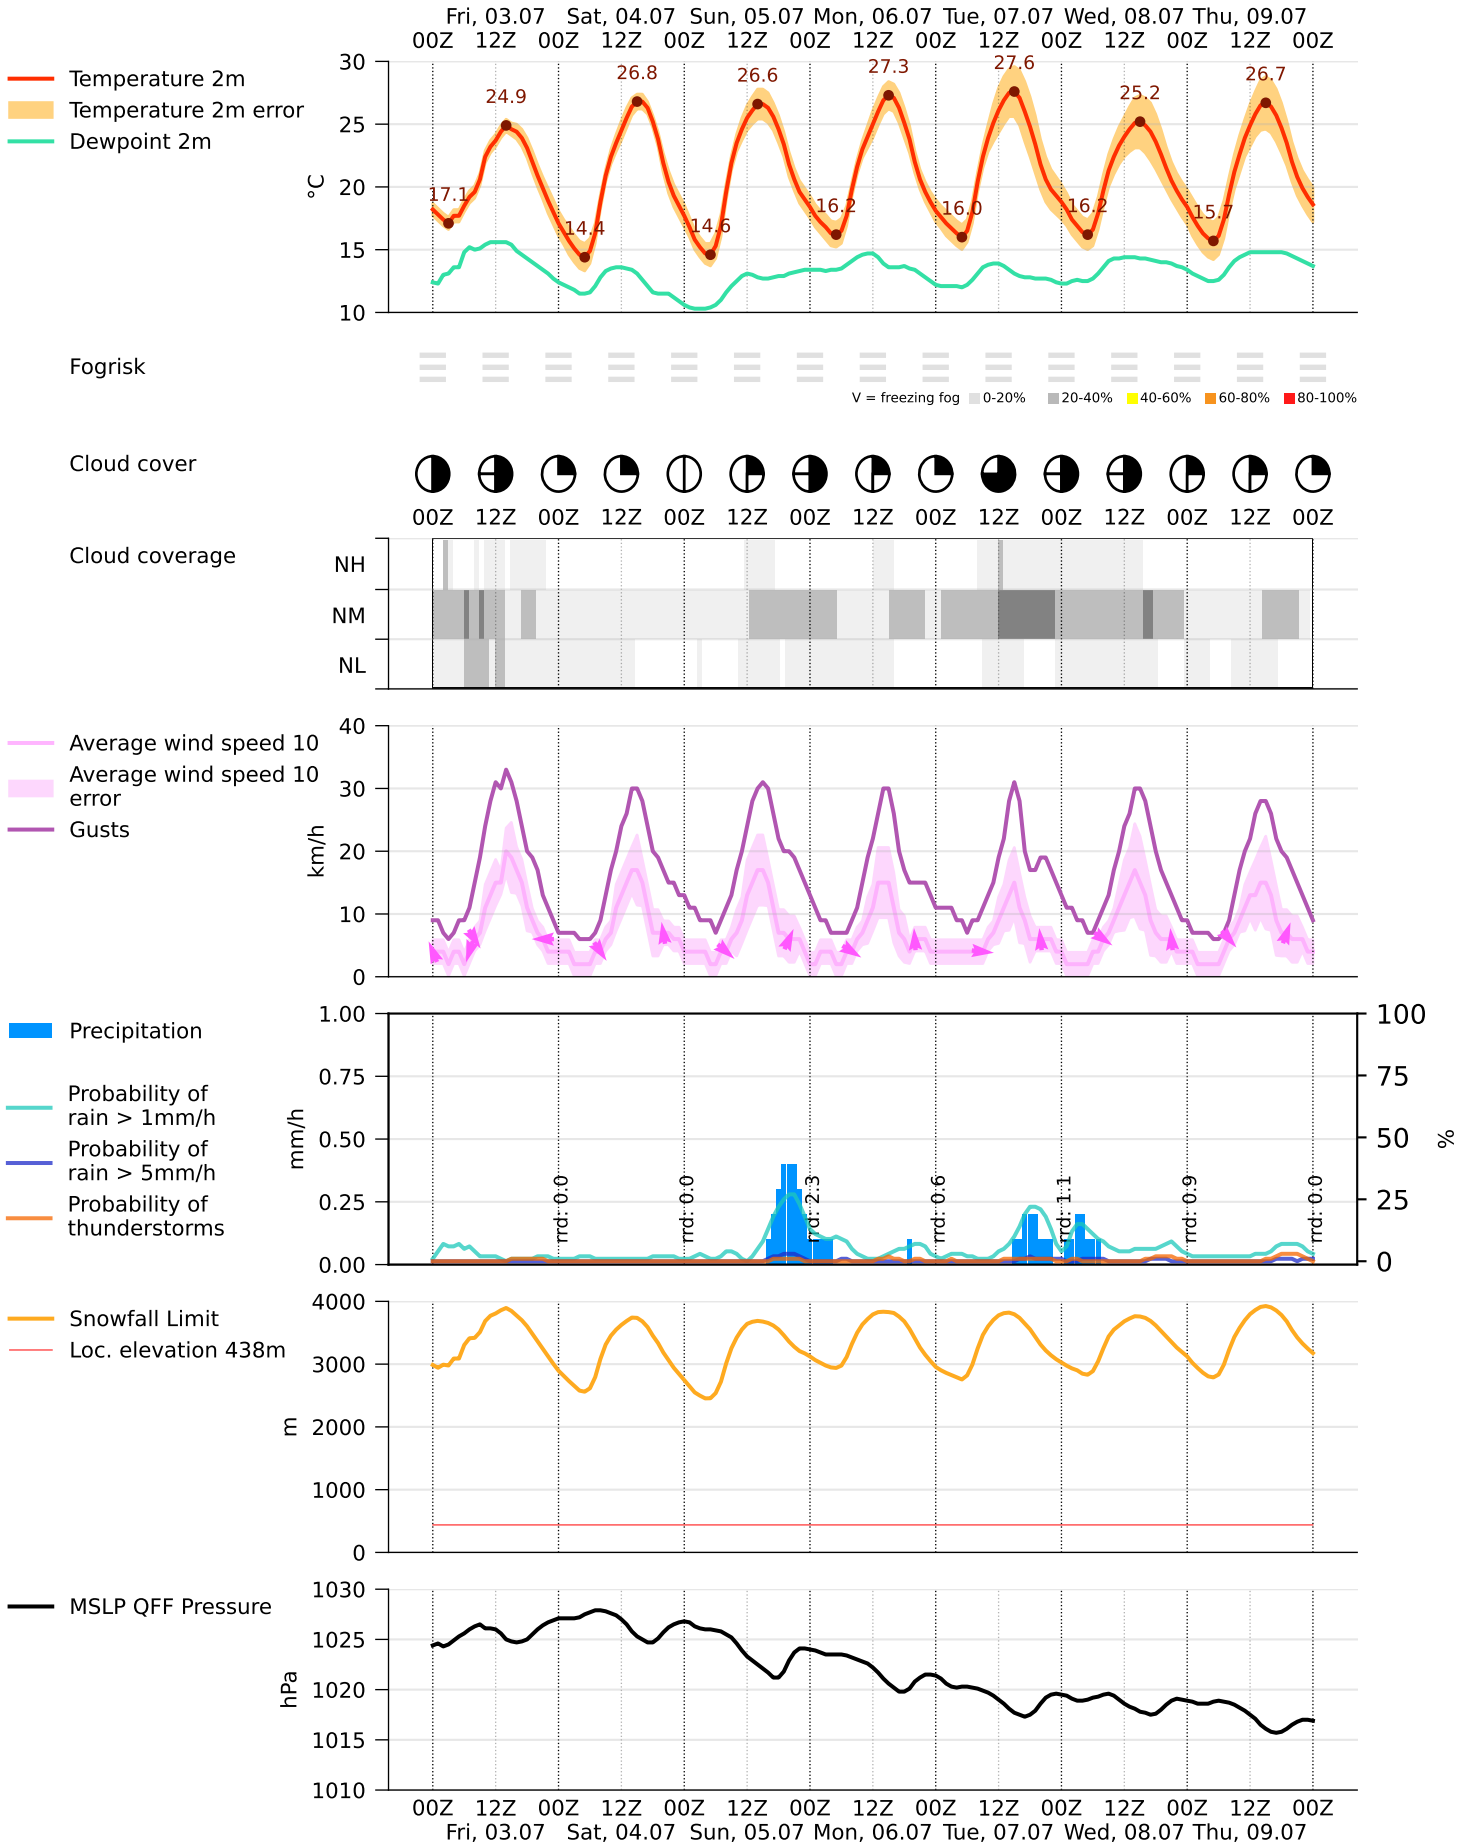 Fri, 03.07 Sat, 04.07 Sun, 05.07 Mon, 06.07 Tue, 07.07 Wed, 08.07 Thu, 09.07
00Z 12Z 00Z 12Z 00Z 12Z 00Z 12Z 00Z 12Z 00Z 12Z 00Z 12Z 00Z
Temperature 2m
Temperature 2m error
Dewpoint 2m
°C
30
25
20
15
10
17.1
24.9
14.4
26.8
14.6
26.6
16.2
27.3
16.0
27.6
16.2
25.2
15.7
26.7
Fogrisk
V = freezing fog 0-20% 20-40% 40-60% 60-80% 80-100%
Cloud cover
00Z 12Z 00Z 12Z 00Z 12Z 00Z 12Z 00Z 12Z 00Z 12Z 00Z 12Z 00Z
Cloud coverage
NH
NM
NL
Average wind speed 10
Average wind speed 10
error
Gusts
km/h
40
30
20
10
0
Precipitation
Probability of
rain > 1mm/h
Probability of
rain > 5mm/h
Probability of
thunderstorms
mm/h
1.00
0.75
0.50
0.25
0.00
rrd: 0.0
rrd: 0.0
rrd: 2.3
rrd: 0.6
rrd: 1.1
rrd: 0.9
rrd: 0.0
100
75
50
25
0
%
Snowfall Limit
Loc. elevation 438m
m
4000
3000
2000
1000
0
MSLP QFF Pressure
hPa
1030
1025
1020
1015
1010
00Z 12Z 00Z 12Z 00Z 12Z 00Z 12Z 00Z 12Z 00Z 12Z 00Z 12Z 00Z
Fri, 03.07 Sat, 04.07 Sun, 05.07 Mon, 06.07 Tue, 07.07 Wed, 08.07 Thu, 09.07